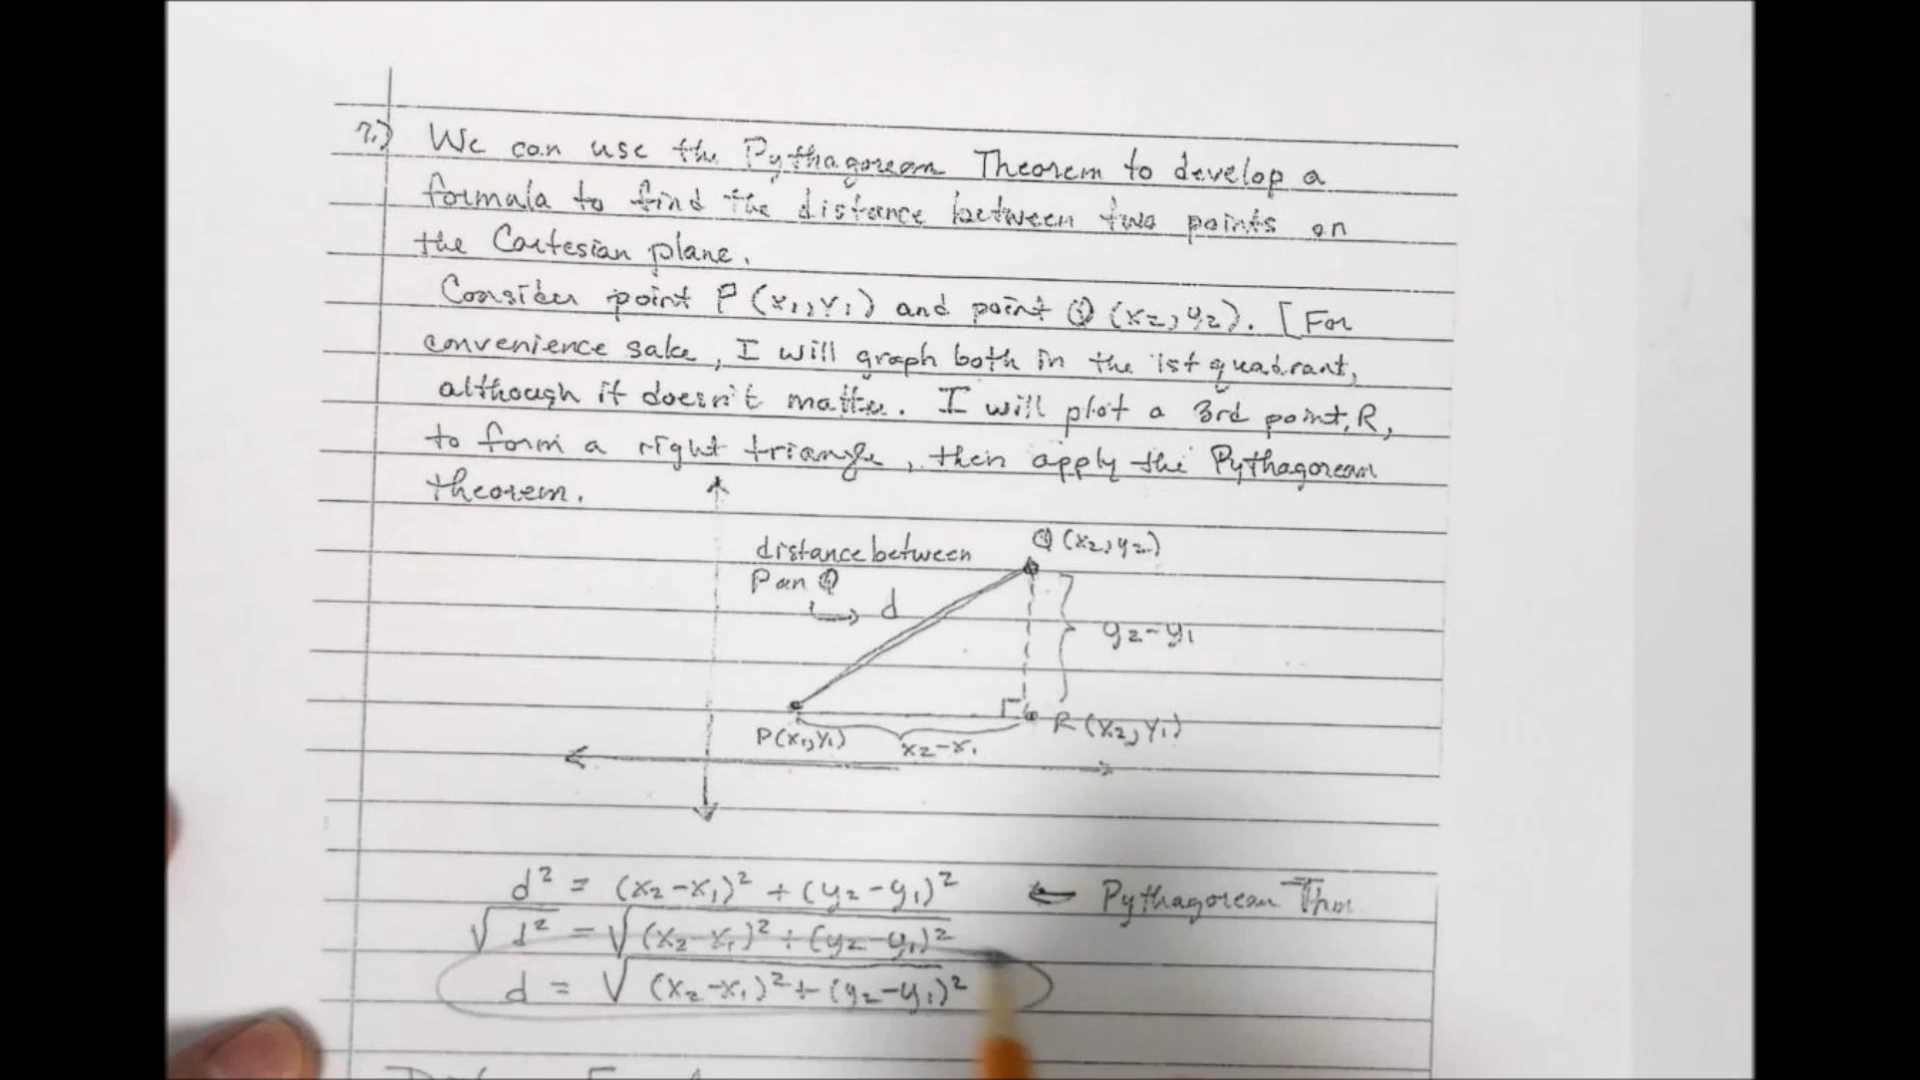 7.) We can use the Pythagorean Theorem to develop a
formula to find the distance between two points on
the Cartesian plane.
Consider point P (x₁,y₁) and point Q (x₂,y₂). [For
convenience sake, I will graph both in the 1st quadrant,
although it doesn't matter. I will plot a 3rd point, R,
to form a right triangle, then apply the Pythagorean
theorem.
Q (x₂,y₂)
distance between
P an Q
d
y₂-y₁
P(x₁,y₁)
x₂-x₁
R (x₂,y₁)
d² = (x₂-x₁)² + (y₂-y₁)² ← Pythagorean Thm.
√d² = √(x₂-x₁)² + (y₂-y₁)²
d = √(x₂-x₁)² + (y₂-y₁)²